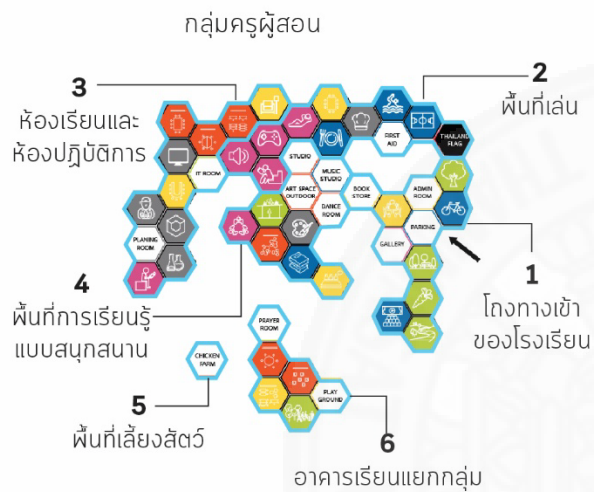 กลุ่มครูผู้สอน
3
ห้องเรียนและ
ห้องปฏิบัติการ
2
พื้นที่เล่น
FIRST
AID
THAILAND
FLAG
STUDIO
MUSIC
STUDIO
IT ROOM
ART SPACE
OUTDOOR
BOOK
STORE
ADMIN
ROOM
DANCE
ROOM
PARKING
PLANING
ROOM
GALLERY
4
พื้นที่การเรียนรู้
แบบสนุกสนาน
1
โถงทางเข้า
ของโรงเรียน
PRAYER
ROOM
CHICKEN
FARM
PLAY
GROUND
5
พื้นที่เลี้ยงสัตว์
6
อาคารเรียนแยกกลุ่ม